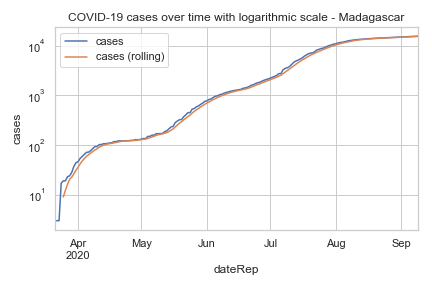 COVID-19 cases over time with logarithmic scale - Madagascar
cases
cases (rolling)
10⁴
10³
10²
10¹
cases
Apr
2020
May
Jun
Jul
Aug
Sep
dateRep